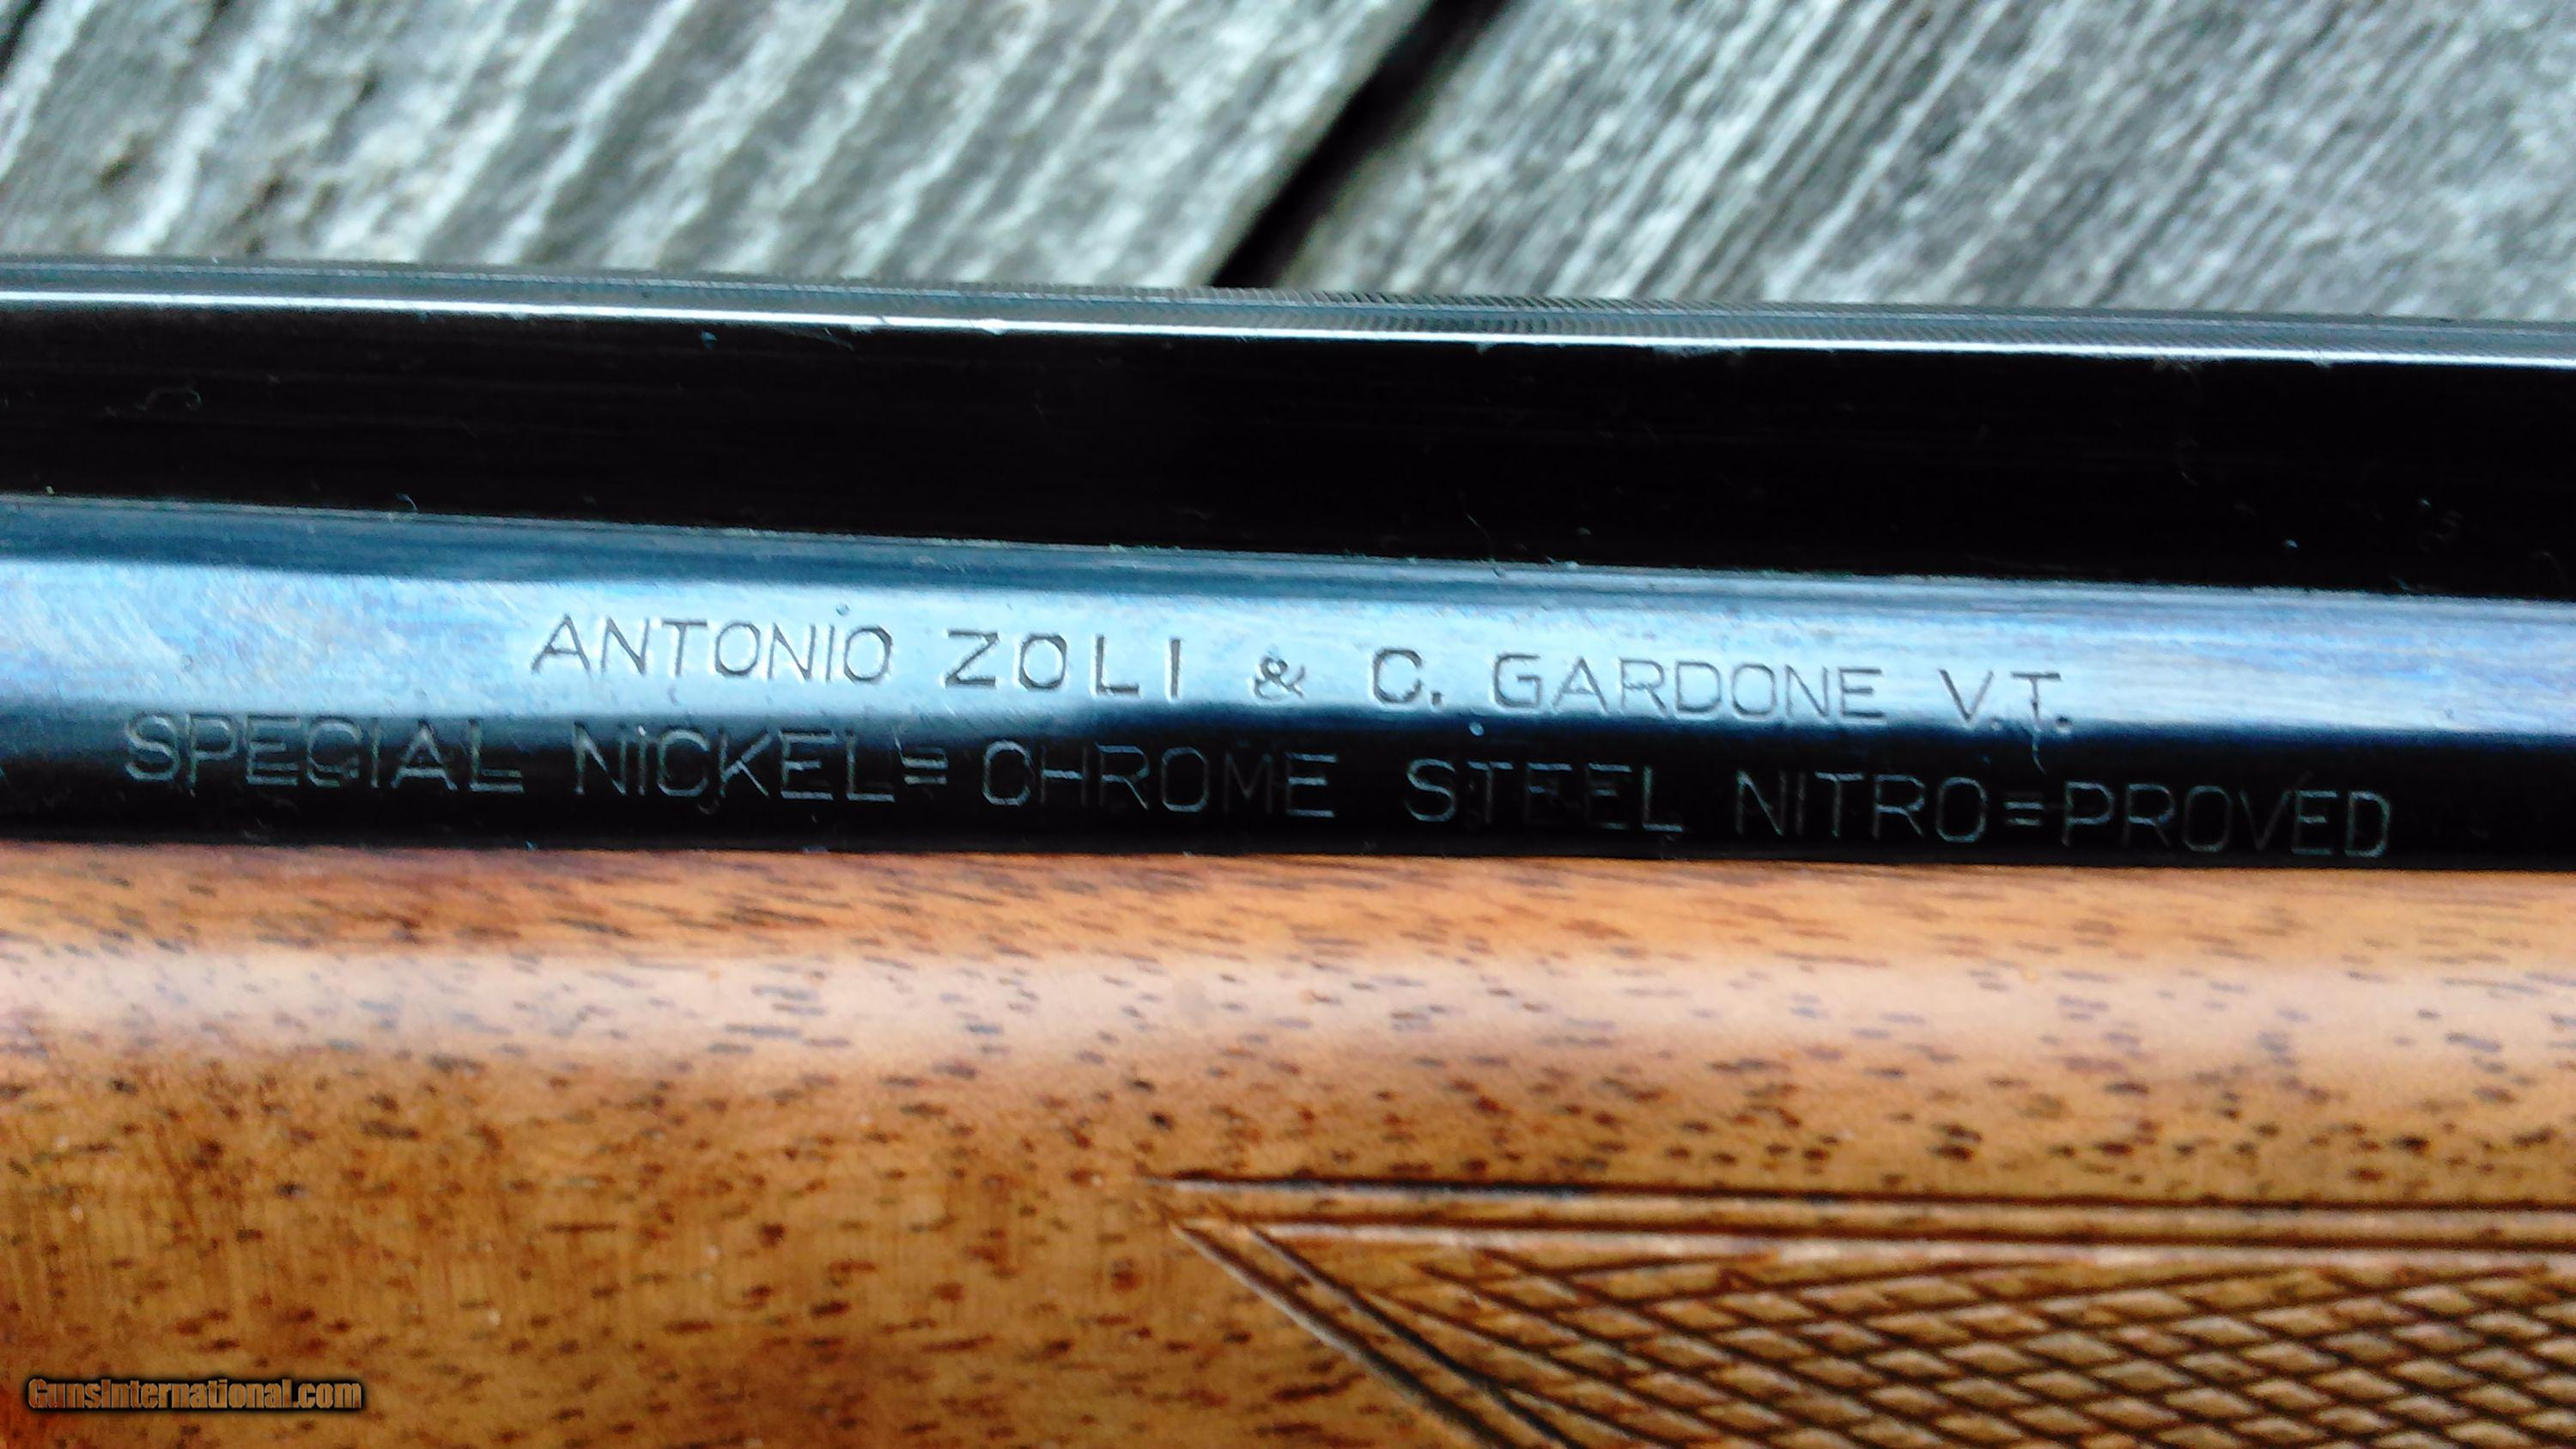 ANTONIO ZOLI & C. GARDONE V.T.
SPECIAL NICKEL=CHROME STEEL NITRO=PROVED
GunsInternational.com